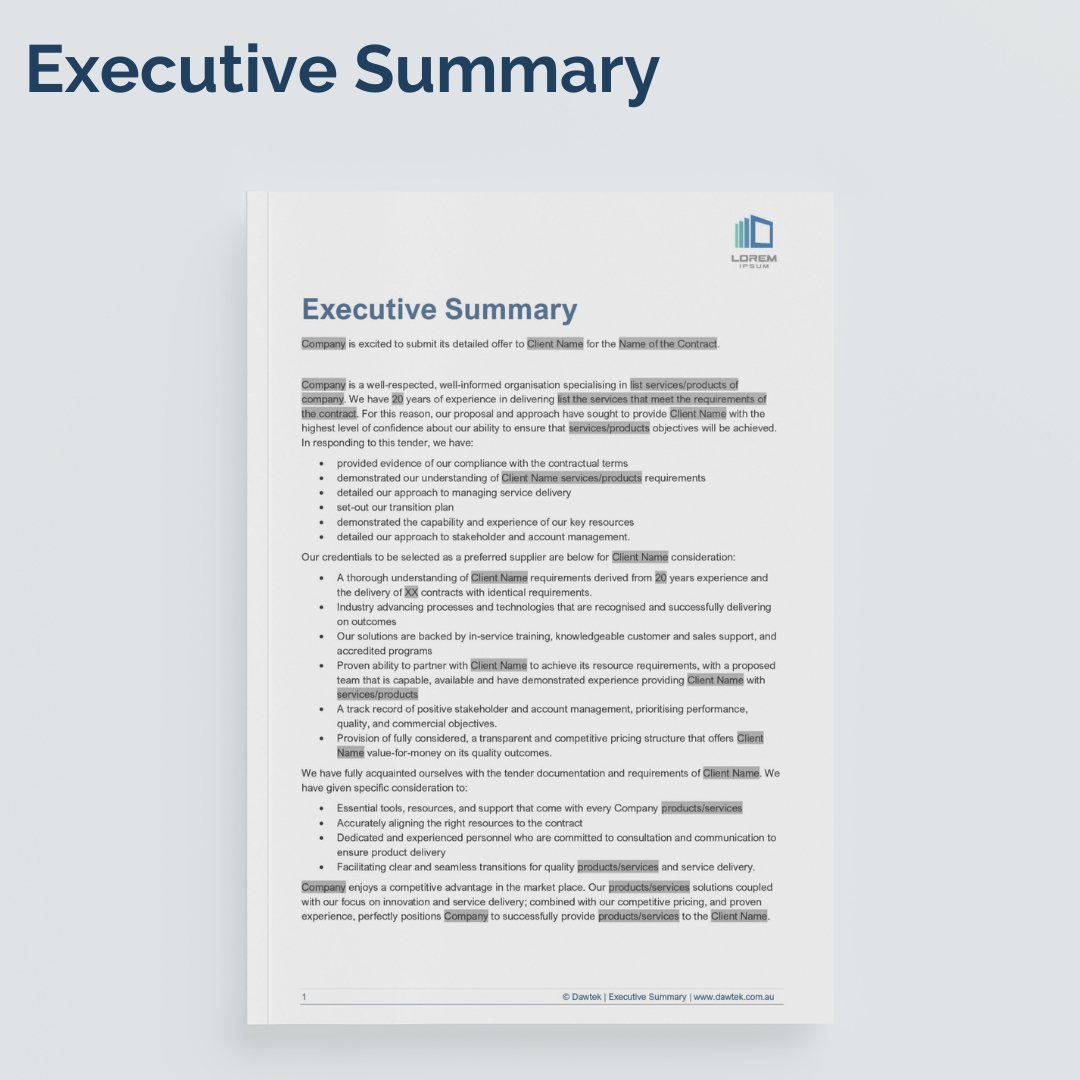 Executive Summary
LOREM
IPSUM
Executive Summary
Company is excited to submit its detailed offer to Client Name for the Name of the Contract.
Company is a well-respected, well-informed organisation specialising in list services/products of
company. We have 20 years of experience in delivering list the services that meet the requirements of
the contract. For this reason, our proposal and approach have sought to provide Client Name with the
highest level of confidence about our ability to ensure that services/products objectives will be achieved.
In responding to this tender, we have:
• provided evidence of our compliance with the contractual terms
• demonstrated our understanding of Client Name services/products requirements
• detailed our approach to managing service delivery
• set-out our transition plan
• demonstrated the capability and experience of our key resources
• detailed our approach to stakeholder and account management.
Our credentials to be selected as a preferred supplier are below for Client Name consideration:
• A thorough understanding of Client Name requirements derived from 20 years experience and
the delivery of XX contracts with identical requirements.
• Industry advancing processes and technologies that are recognised and successfully delivering
on outcomes
• Our solutions are backed by in-service training, knowledgeable customer and sales support, and
accredited programs
• Proven ability to partner with Client Name to achieve its resource requirements, with a proposed
team that is capable, available and have demonstrated experience providing Client Name with
services/products
• A track record of positive stakeholder and account management, prioritising performance,
quality, and commercial objectives.
• Provision of fully considered, a transparent and competitive pricing structure that offers Client
Name value-for-money on its quality outcomes.
We have fully acquainted ourselves with the tender documentation and requirements of Client Name. We
have given specific consideration to:
• Essential tools, resources, and support that come with every Company products/services
• Accurately aligning the right resources to the contract
• Dedicated and experienced personnel who are committed to consultation and communication to
ensure product delivery
• Facilitating clear and seamless transitions for quality products/services and service delivery.
Company enjoys a competitive advantage in the market place. Our products/services solutions coupled
with our focus on innovation and service delivery; combined with our competitive pricing, and proven
experience, perfectly positions Company to successfully provide products/services to the Client Name.
1 © Dawtek | Executive Summary | www.dawtek.com.au